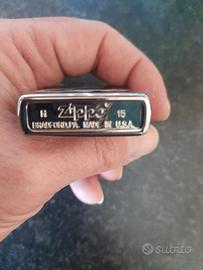 Zippo
H 15
BRADFORD,PA. MADE IN U.S.A.
subito